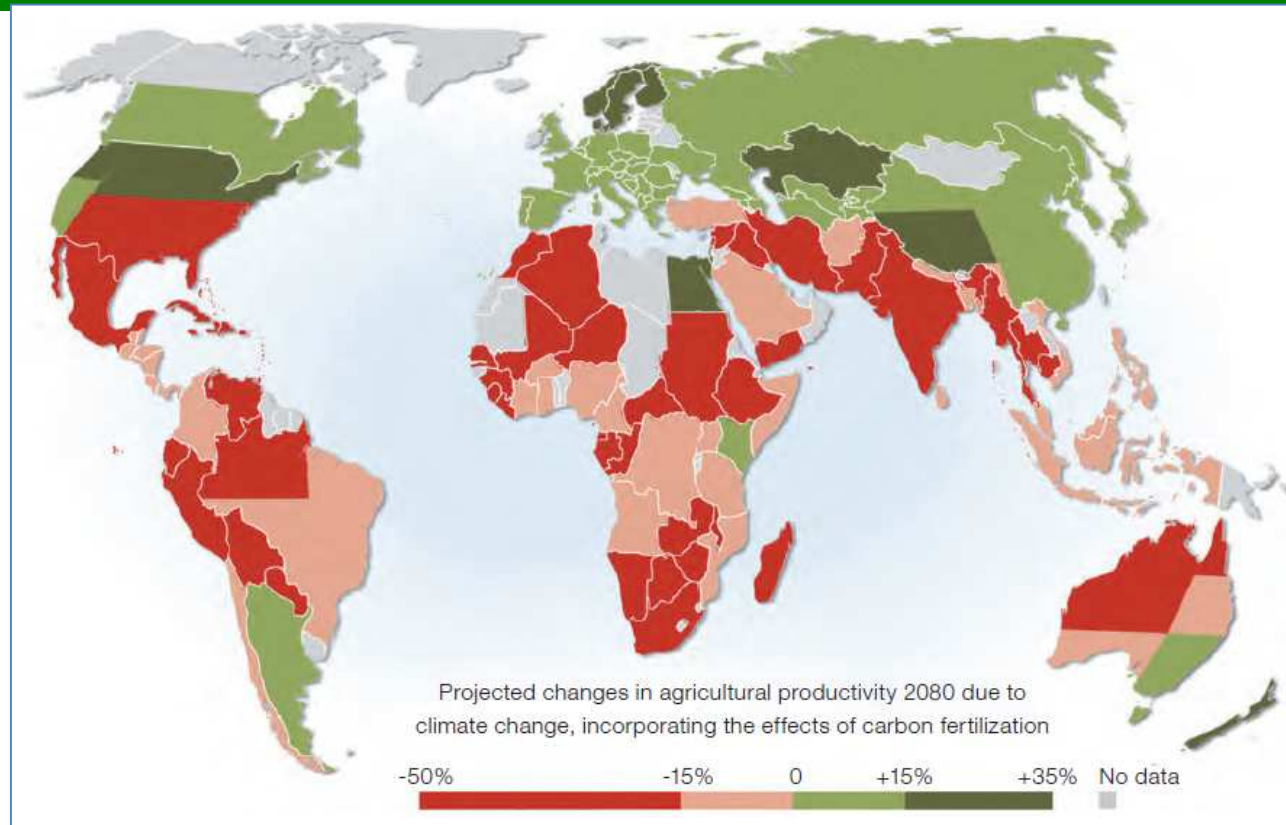 Projected changes in agricultural productivity 2080 due to
climate change, incorporating the effects of carbon fertilization
-50% -15% 0 +15% +35% No data